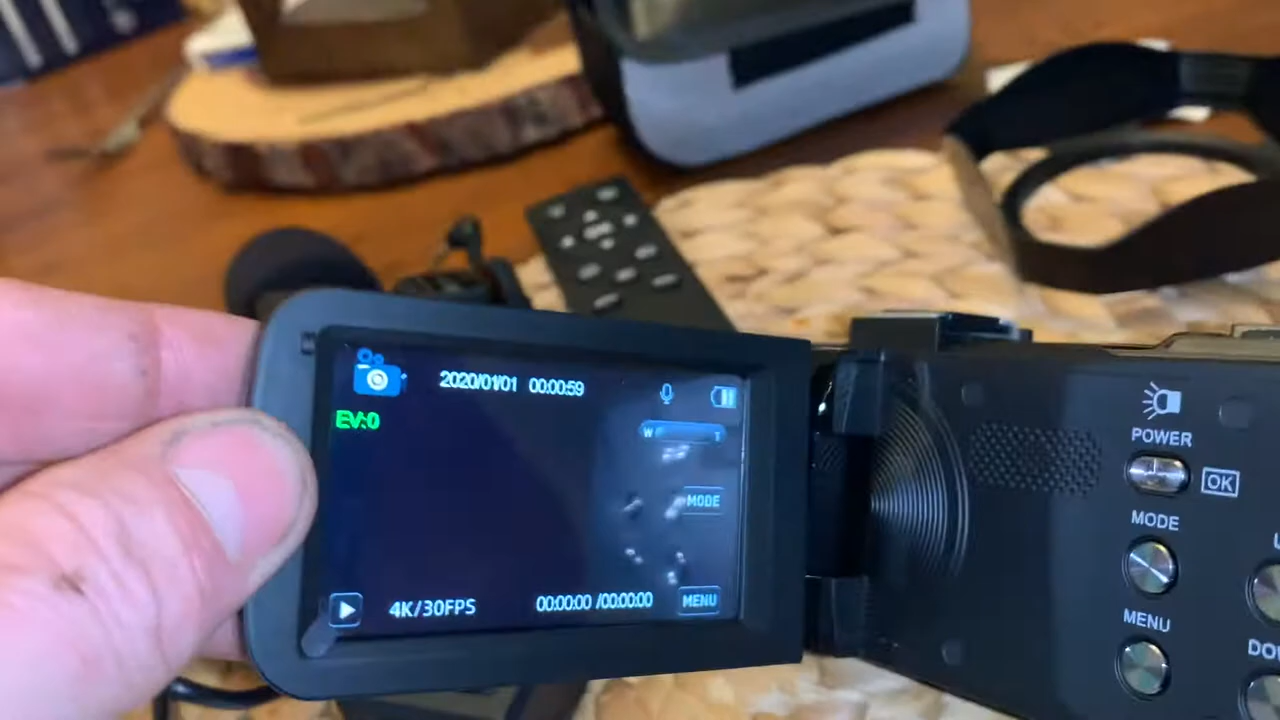 2020/01/01 00:00:59
EV:0
W T
MODE
4K/30FPS 00:00:00 /00:00:00 MENU
POWER
OK
MODE
MENU